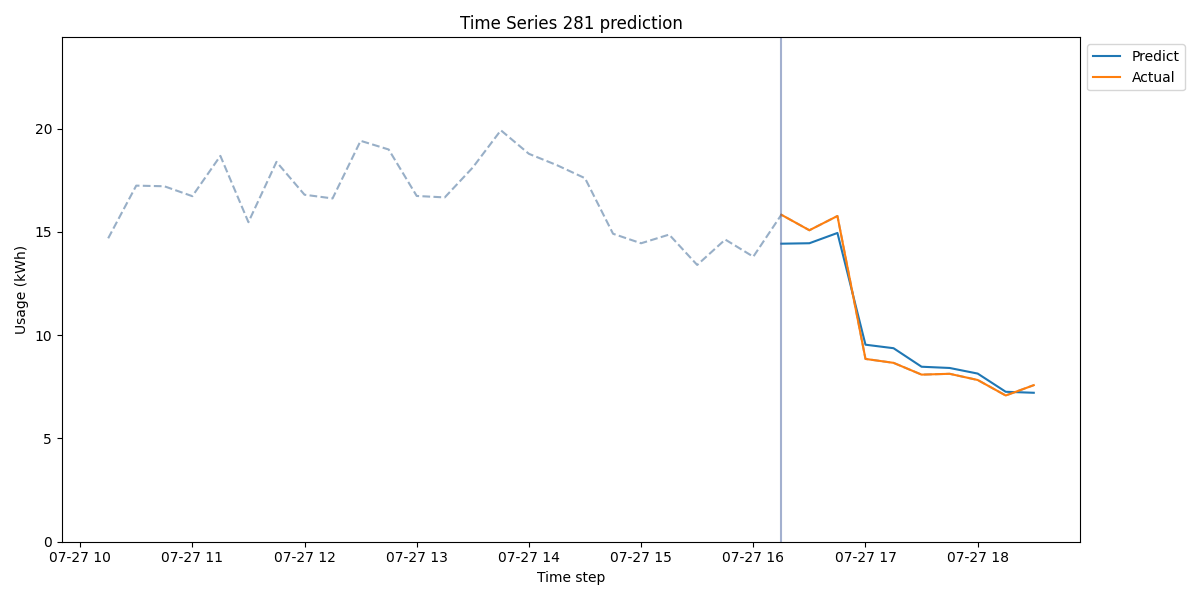 Time Series 281 prediction
Predict
Actual
Usage (kWh)
20
15
10
5
0
07-27 10 07-27 11 07-27 12 07-27 13 07-27 14 07-27 15 07-27 16 07-27 17 07-27 18
Time step